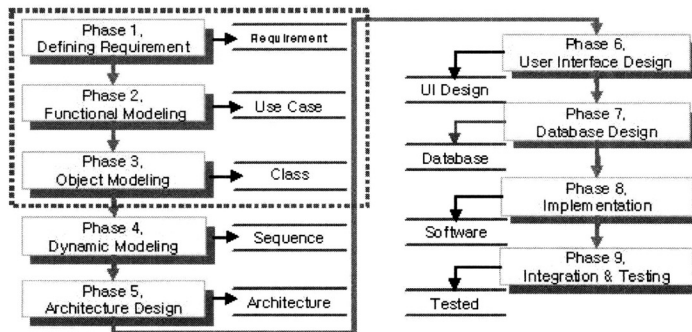 Phase 1,
Defining Requirement
Requirement
Phase 2,
Functional Modeling
Use Case
Phase 3,
Object Modeling
Class
Phase 4,
Dynamic Modeling
Sequence
Phase 5,
Architecture Design
Architecture
Phase 6,
User Interface Design
UI Design
Phase 7,
Database Design
Database
Phase 8,
Implementation
Software
Phase 9,
Integration & Testing
Tested